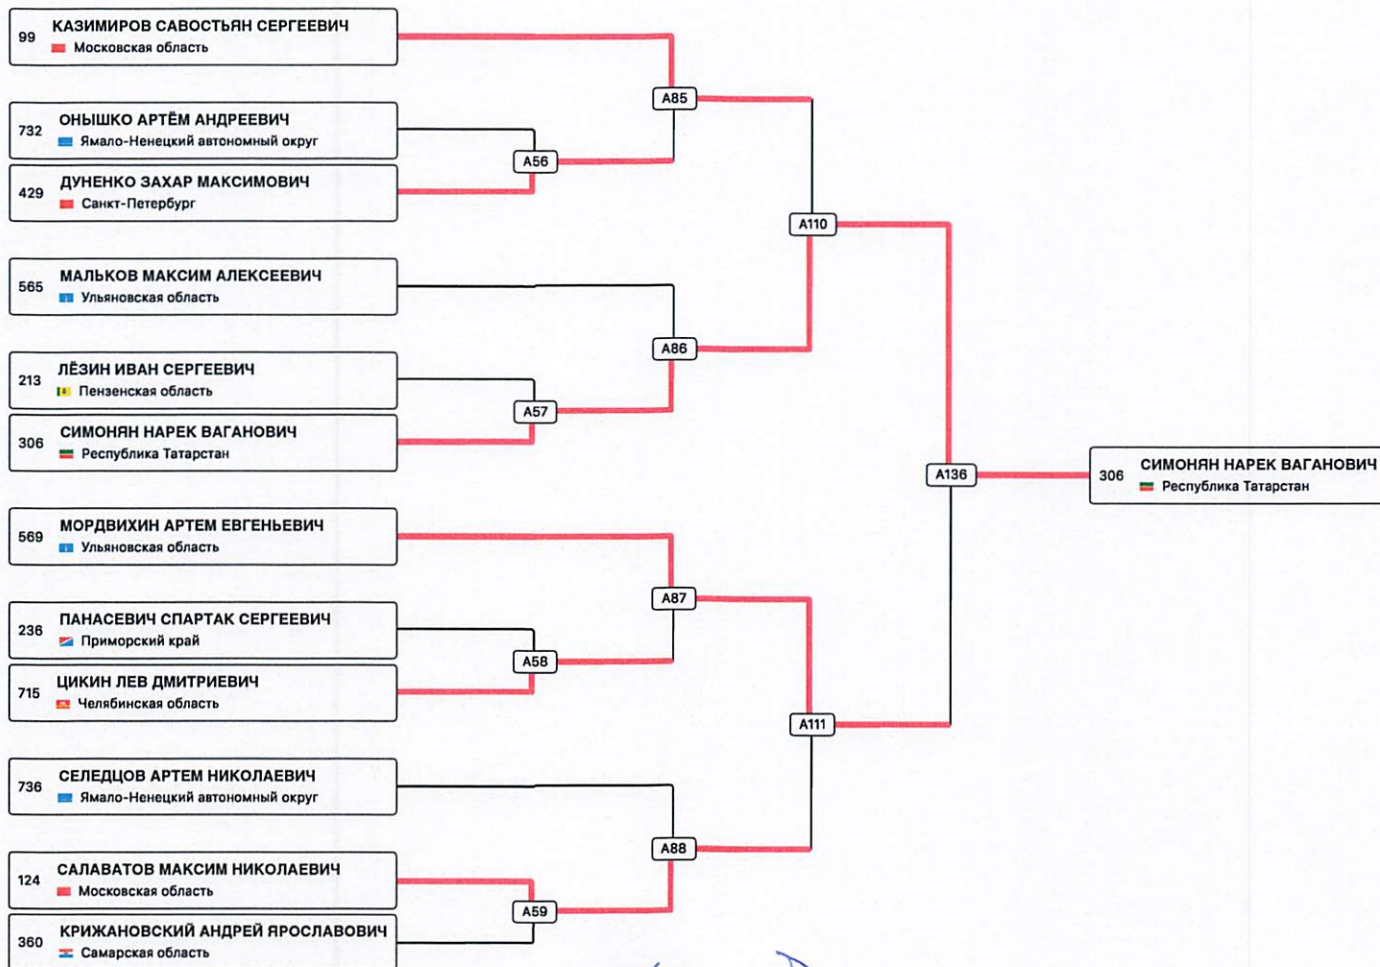 99 КАЗИМИРОВ САВОСТЬЯН СЕРГЕЕВИЧ
Московская область
732 ОНЫШКО АРТЁМ АНДРЕЕВИЧ
Ямало-Ненецкий автономный округ
429 ДУНЕНКО ЗАХАР МАКСИМОВИЧ
Санкт-Петербург
565 МАЛЬКОВ МАКСИМ АЛЕКСЕЕВИЧ
Ульяновская область
213 ЛЁЗИН ИВАН СЕРГЕЕВИЧ
Пензенская область
306 СИМОНЯН НАРЕК ВАГАНОВИЧ
Республика Татарстан
569 МОРДВИХИН АРТЕМ ЕВГЕНЬЕВИЧ
Ульяновская область
236 ПАНАСЕВИЧ СПАРТАК СЕРГЕЕВИЧ
Приморский край
715 ЦИКИН ЛЕВ ДМИТРИЕВИЧ
Челябинская область
736 СЕЛЕДЦОВ АРТЕМ НИКОЛАЕВИЧ
Ямало-Ненецкий автономный округ
124 САЛАВАТОВ МАКСИМ НИКОЛАЕВИЧ
Московская область
360 КРИЖАНОВСКИЙ АНДРЕЙ ЯРОСЛАВОВИЧ
Самарская область
A56
A57
A58
A59
A85
A86
A87
A88
A110
A111
A136
306 СИМОНЯН НАРЕК ВАГАНОВИЧ
Республика Татарстан